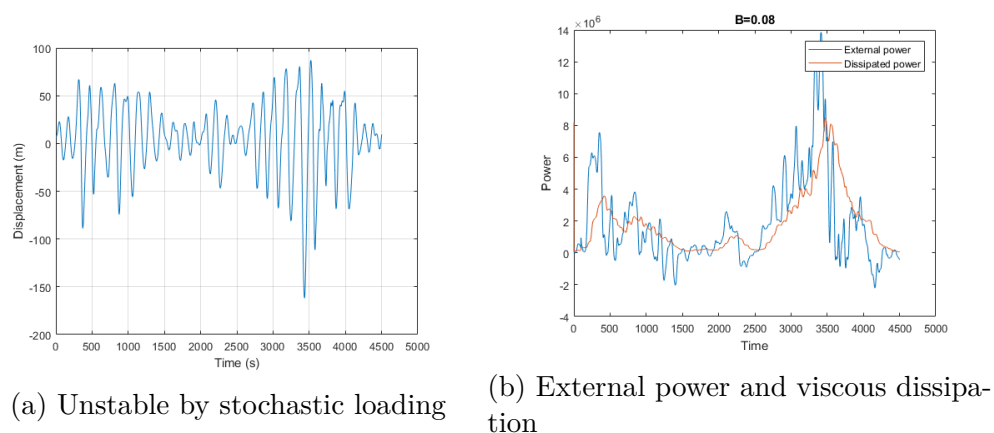 100
50
0
-50
-100
-150
-200
Displacement (m)
0 500 1000 1500 2000 2500 3000 3500 4000 4500 5000
Time (s)
(a) Unstable by stochastic loading
B=0.08
×10⁶
14
12
10
8
6
4
2
0
-2
-4
Power
External power
Dissipated power
0 500 1000 1500 2000 2500 3000 3500 4000 4500 5000
Time
(b) External power and viscous dissipa-
tion